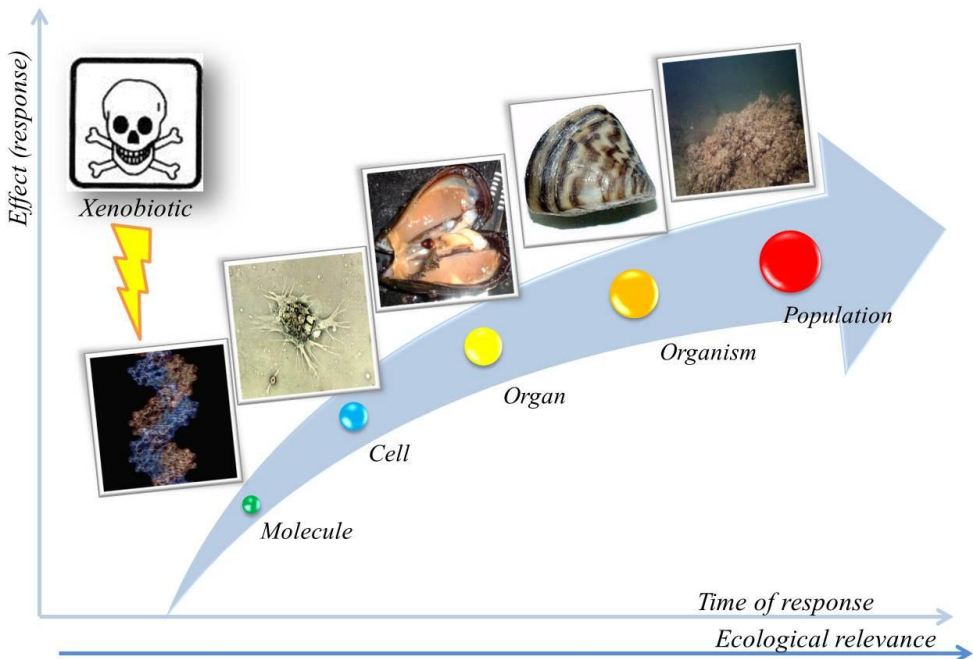 Effect (response)
Xenobiotic
Molecule
Cell
Organ
Organism
Population
Time of response
Ecological relevance